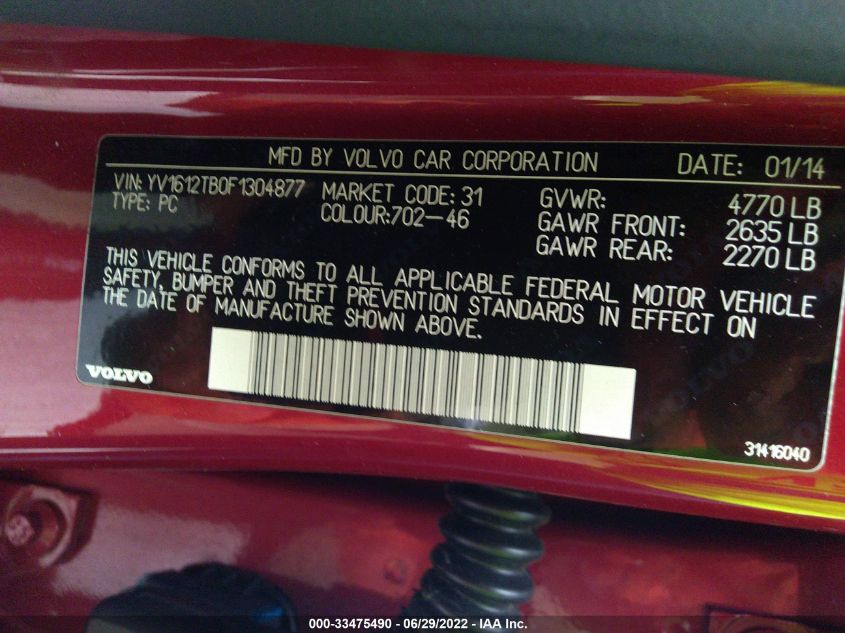 MFD BY VOLVO CAR CORPORATION DATE: 01/14
VIN: YV1612TB0F1304877 MARKET CODE: 31 GVWR: 4770 LB
TYPE: PC COLOUR:702-46 GAWR FRONT: 2635 LB
GAWR REAR: 2270 LB
THIS VEHICLE CONFORMS TO ALL APPLICABLE FEDERAL MOTOR VEHICLE
SAFETY, BUMPER AND THEFT PREVENTION STANDARDS IN EFFECT ON
THE DATE OF MANUFACTURE SHOWN ABOVE.
VOLVO
31416040
000-33475490 - 06/29/2022 - IAA Inc.